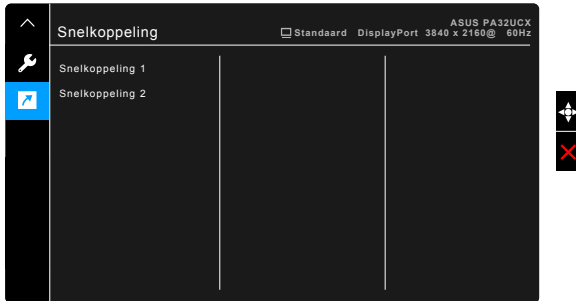 ASUS PA32UCX
Snelkoppeling
Standaard DisplayPort 3840 x 2160@ 60Hz
Snelkoppeling 1
Snelkoppeling 2